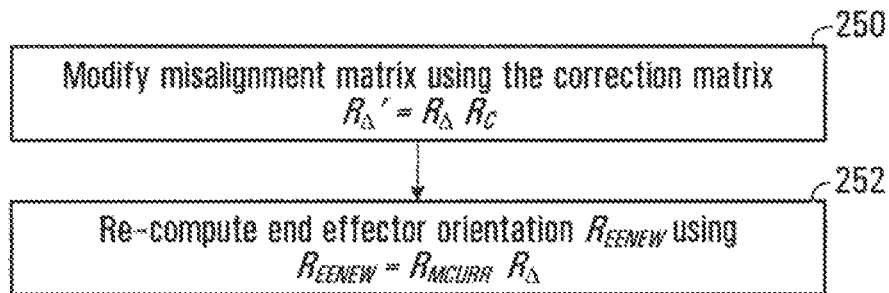 250
Modify misalignment matrix using the correction matrix
R_Δ' = R_Δ R_C
252
Re-compute end effector orientation R_EENEW using
R_EENEW = R_MCURR R_Δ